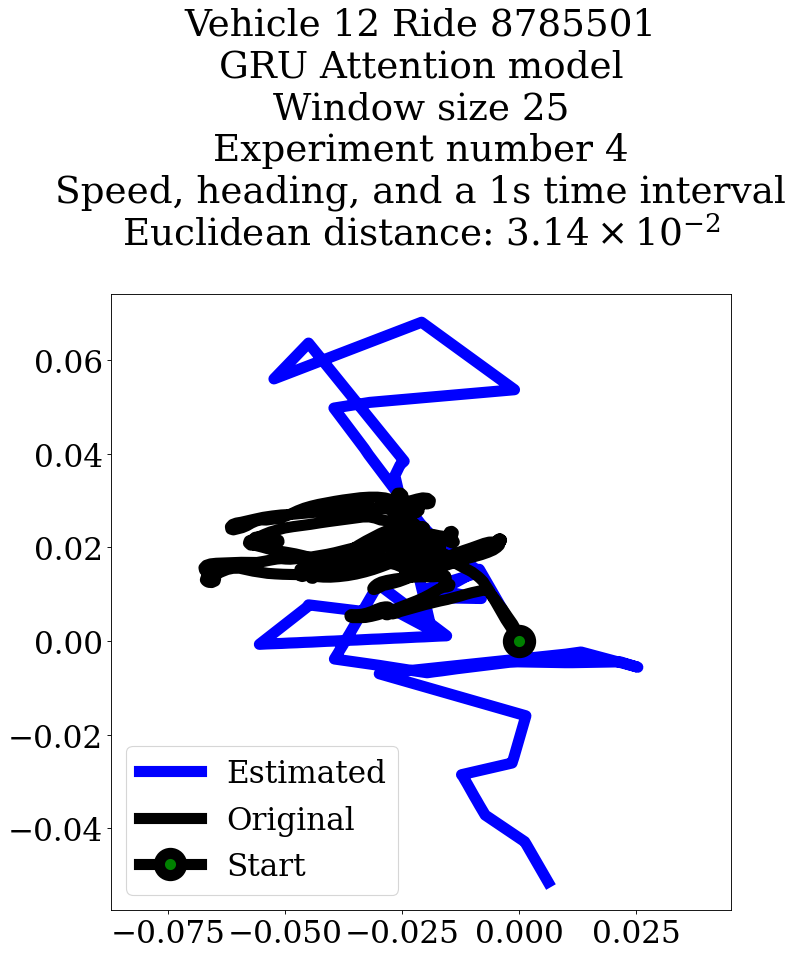 Vehicle 12 Ride 8785501
GRU Attention model
Window size 25
Experiment number 4
Speed, heading, and a 1s time interval
Euclidean distance: 3.14 × 10⁻²
0.06
0.04
0.02
0.00
−0.02
−0.04
Estimated
Original
Start
−0.075 −0.050 −0.025 0.000 0.025